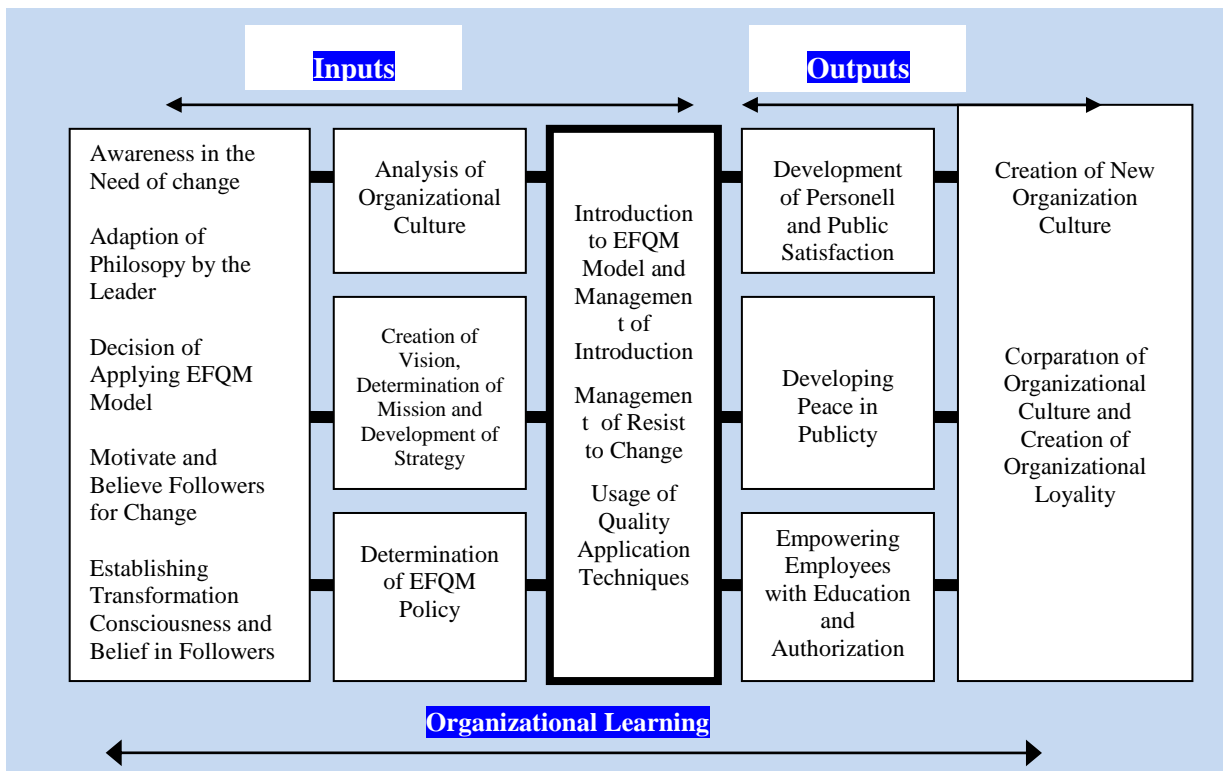 Inputs
Outputs
Awareness in the
Need of change
Adaption of
Philosopy by the
Leader
Decision of
Applying EFQM
Model
Motivate and
Believe Followers
for Change
Establishing
Transformation
Consciousness and
Belief in Followers
Analysis of
Organizational
Culture
Creation of
Vision,
Determination of
Mission and
Development of
Strategy
Determination
of EFQM
Policy
Introduction
to EFQM
Model and
Managemen
t of
Introduction
Managemen
t of Resist
to Change
Usage of
Quality
Application
Techniques
Development
of Personell
and Public
Satisfaction
Developing
Peace in
Publicty
Empowering
Employees
with Education
and
Authorization
Creation of New
Organization
Culture
Corparatıon of
Organizational
Culture and
Creation of
Organizational
Loyality
Organizational Learning